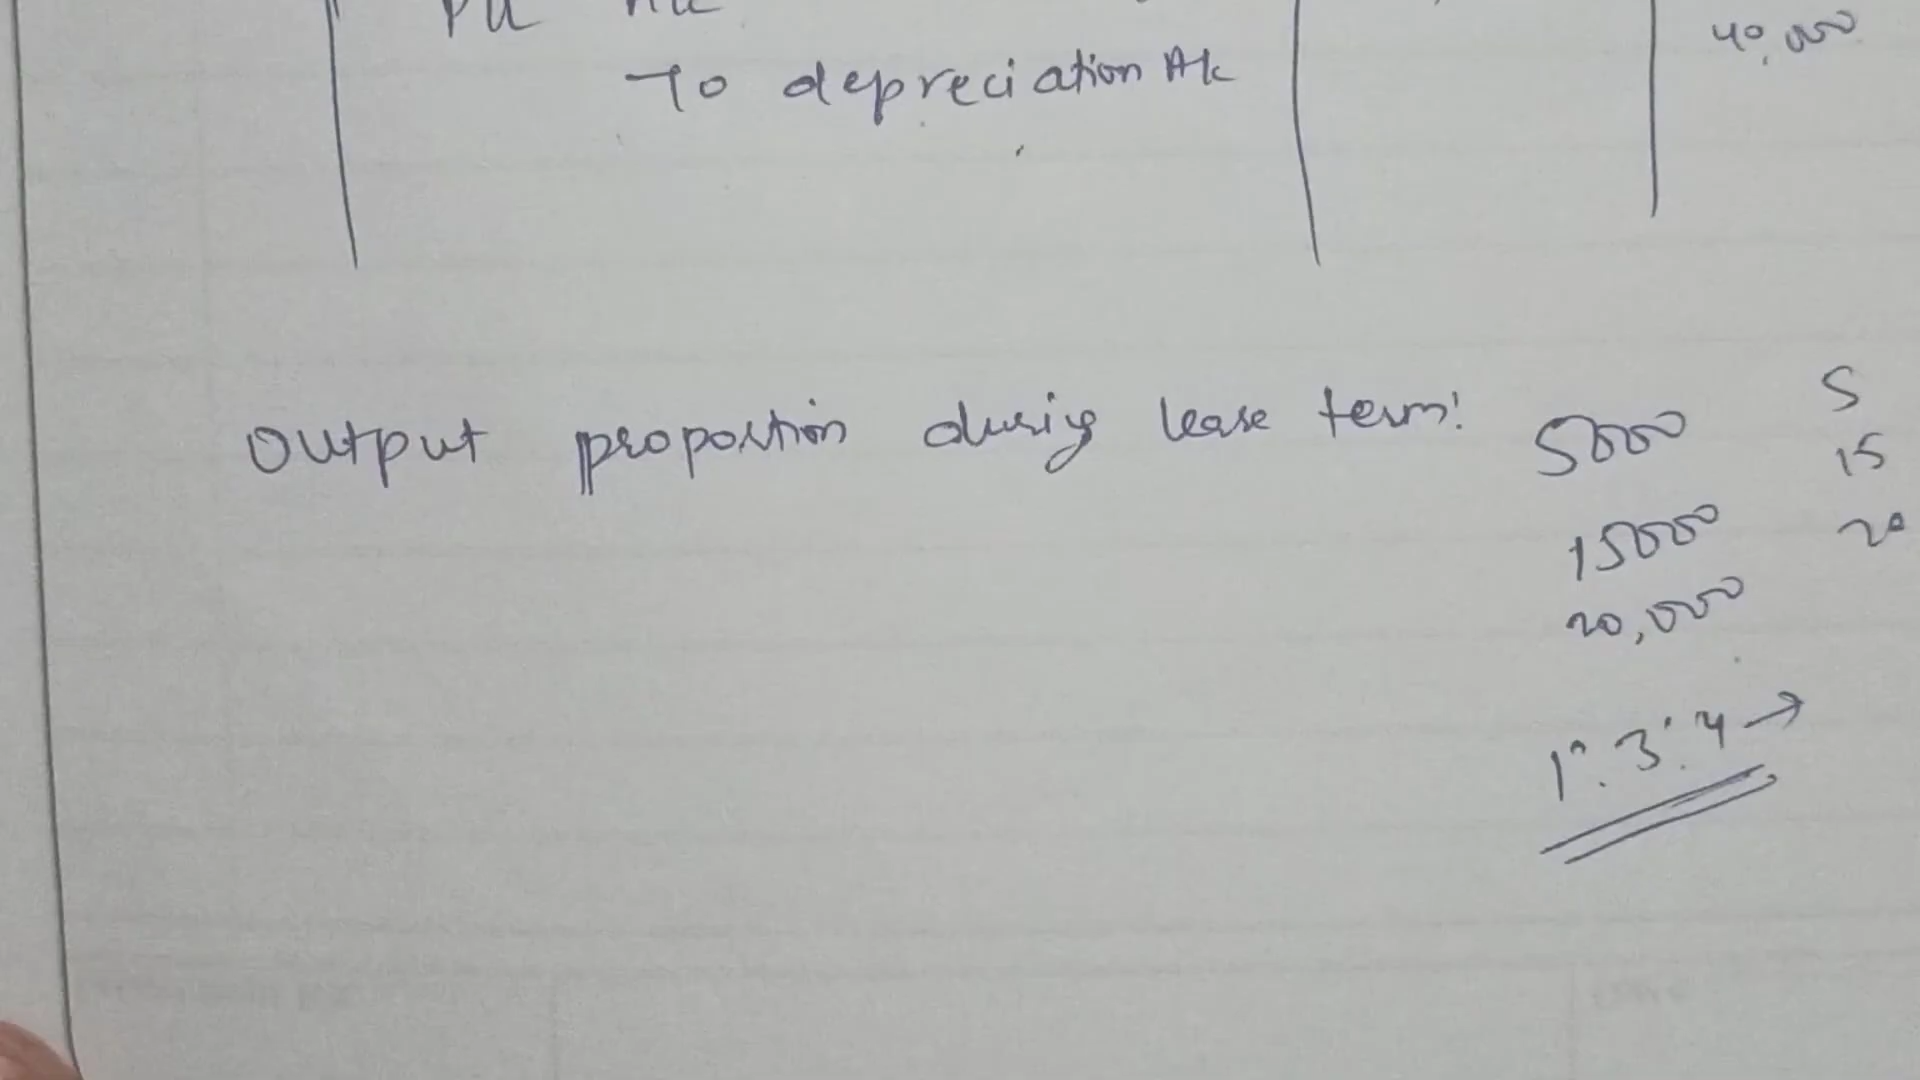 To depreciation A/c
40,000
output proportion during lease term: 5000 5
15000 15
20,000 20
1:3:4 →